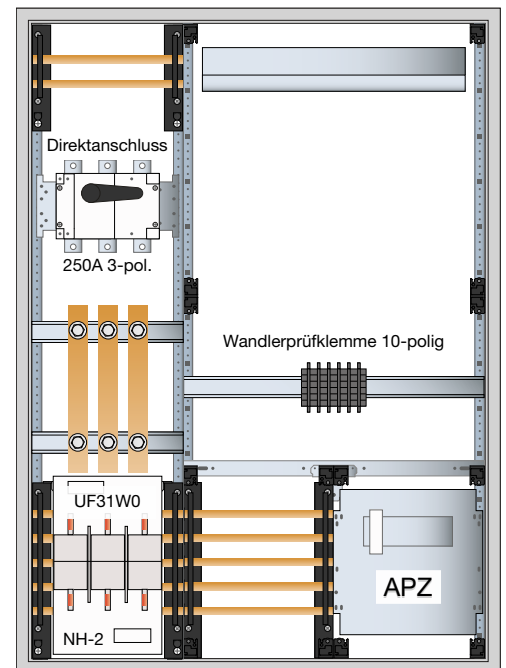 Direktanschluss
250A 3-pol.
Wandlerprüfklemme 10-polig
UF31W0
APZ
NH-2